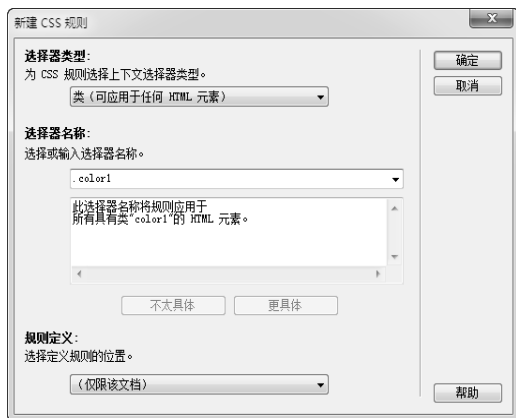 新建 CSS 规则
选择器类型:
为 CSS 规则选择上下文选择器类型。
类（可应用于任何 HTML 元素）
选择器名称:
选择或输入选择器名称。
.color1
此选择器名称将规则应用于
所有具有类“color1”的 HTML 元素。
不太具体
更具体
规则定义:
选择定义规则的位置。
（仅限该文档）
确定
取消
帮助